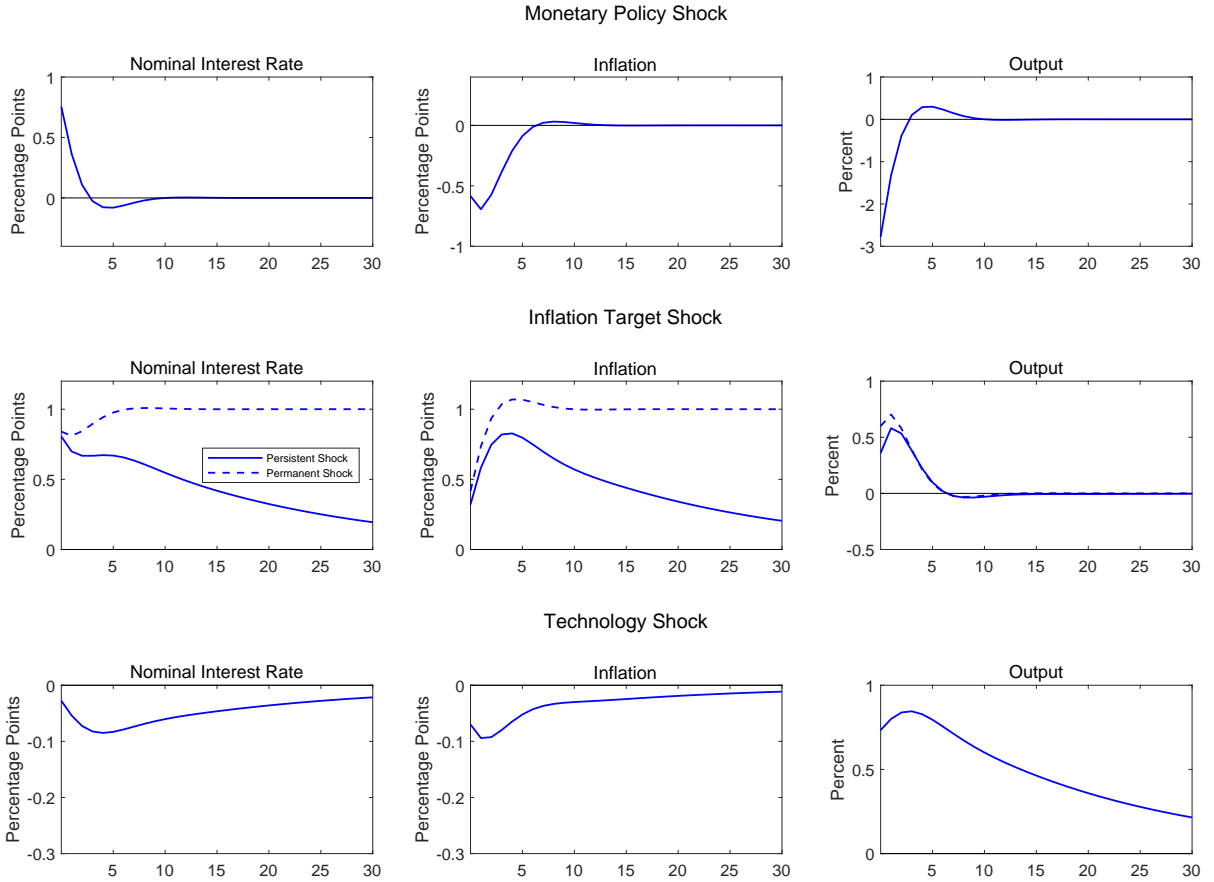 Monetary Policy Shock
Nominal Interest Rate
Inflation
Output
Percentage Points
1
0.5
0
5 10 15 20 25 30
Percentage Points
0
-0.5
-1
5 10 15 20 25 30
Percent
1
0
-1
-2
-3
5 10 15 20 25 30
Inflation Target Shock
Nominal Interest Rate
Inflation
Output
Percentage Points
1
0.5
0
Persistent Shock
Permanent Shock
5 10 15 20 25 30
Percentage Points
1
0.5
0
5 10 15 20 25 30
Percent
1
0.5
0
-0.5
5 10 15 20 25 30
Technology Shock
Nominal Interest Rate
Inflation
Output
Percentage Points
0
-0.1
-0.2
-0.3
5 10 15 20 25 30
Percentage Points
0
-0.1
-0.2
-0.3
5 10 15 20 25 30
Percent
1
0.5
0
5 10 15 20 25 30